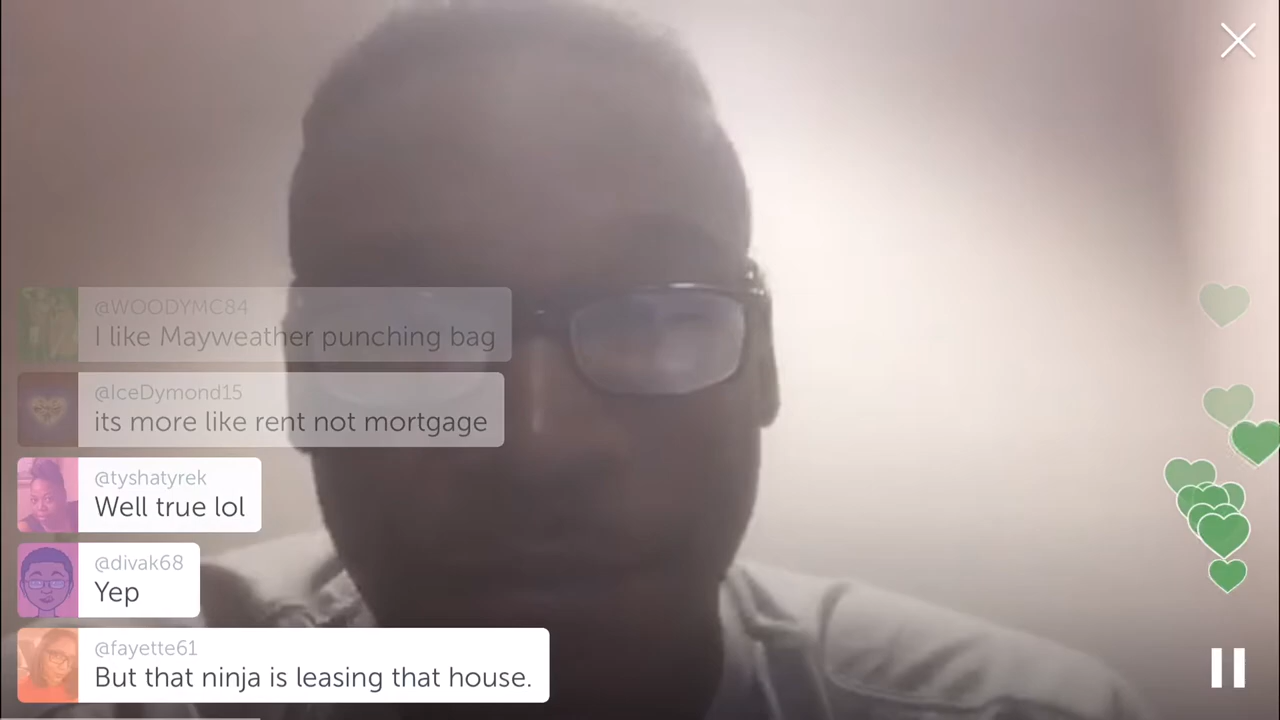 @WOODYMC84
I like Mayweather punching bag
@IceDymond15
its more like rent not mortgage
@tyshatyrek
Well true lol
@divak68
Yep
@fayette61
But that ninja is leasing that house.